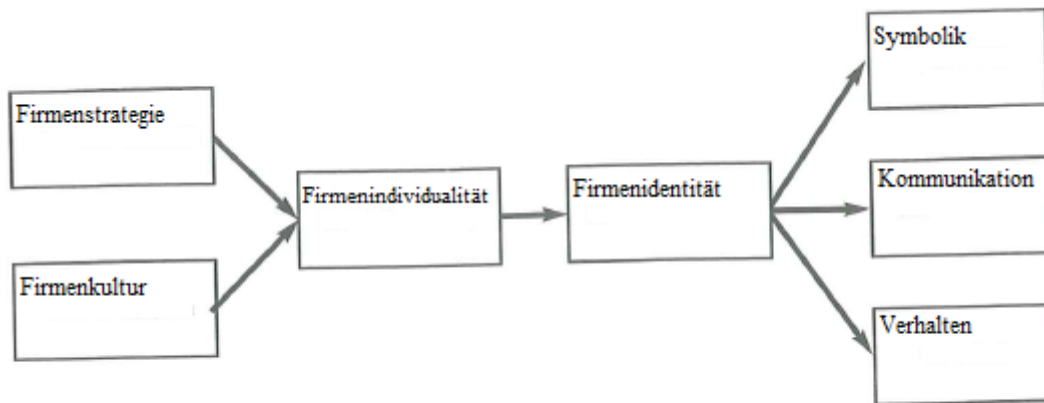 Firmenstrategie
Firmenkultur
Firmenindividualität
Firmenidentität
Symbolik
Kommunikation
Verhalten